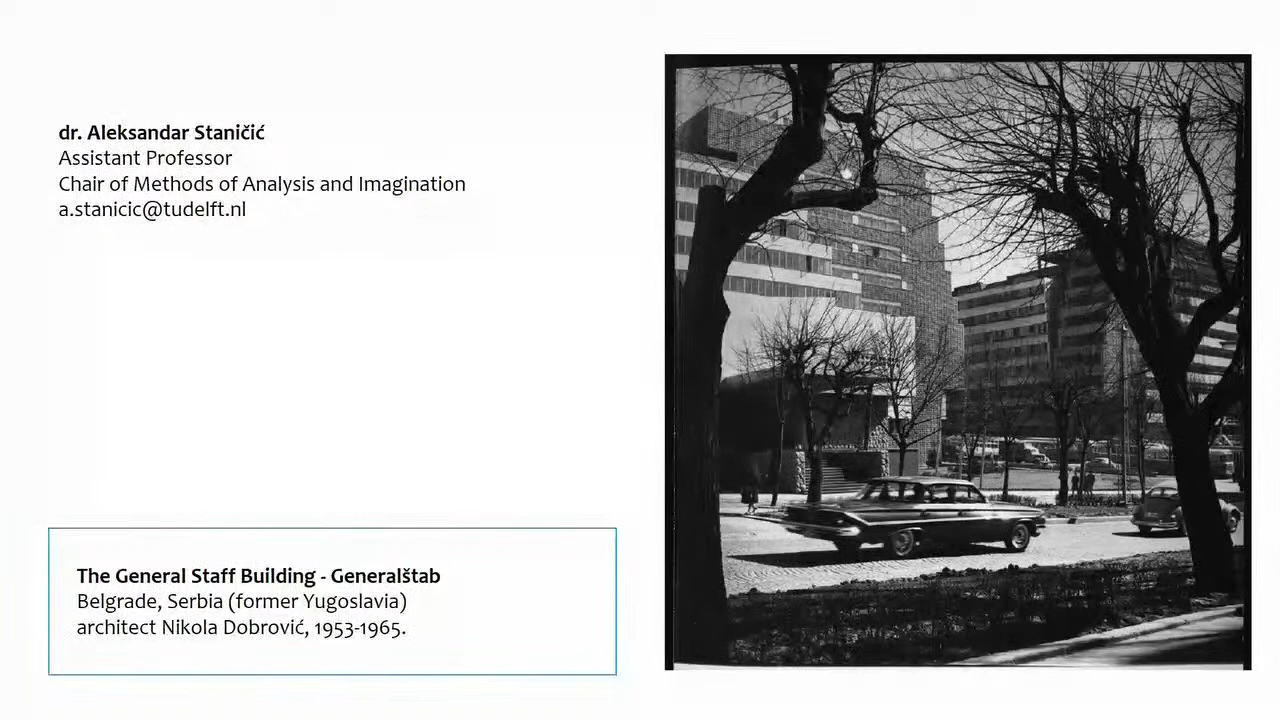 dr. Aleksandar Staničić
Assistant Professor
Chair of Methods of Analysis and Imagination
a.stanicic@tudelft.nl
The General Staff Building - Generalštab
Belgrade, Serbia (former Yugoslavia)
architect Nikola Dobrović, 1953-1965.